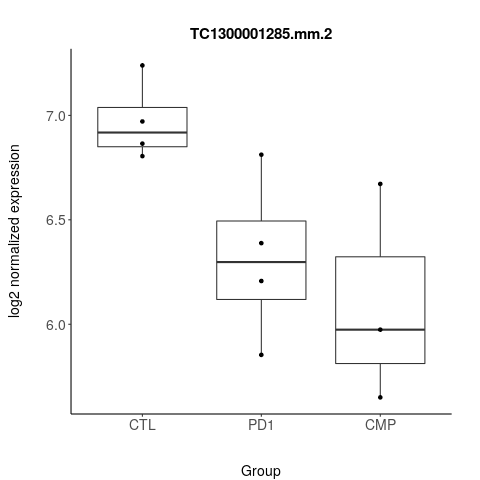 TC1300001285.mm.2
log2 normalized expression
7.0
6.5
6.0
CTL
PD1
CMP
Group